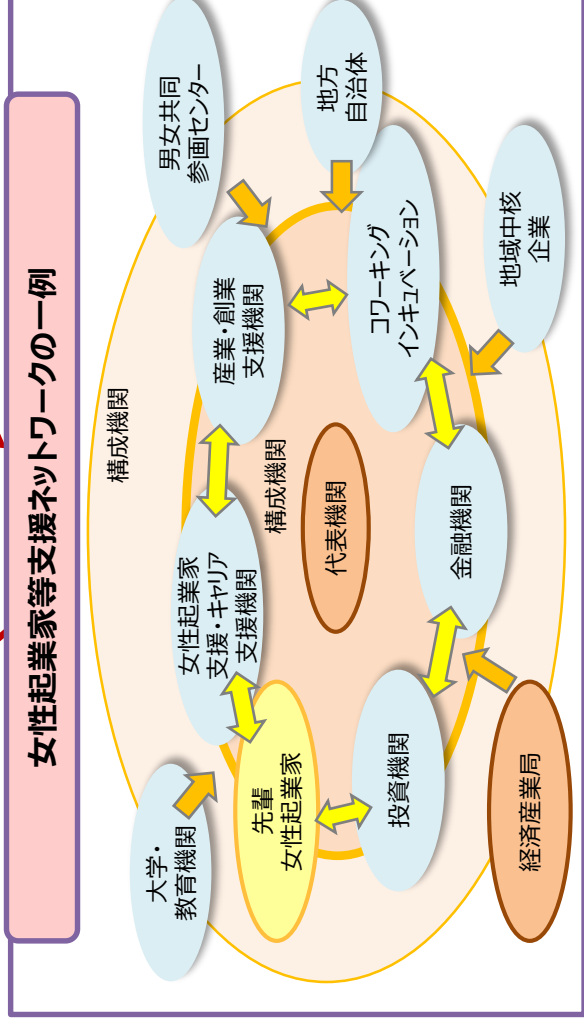 女性起業家等支援ネットワークの一例
構成機関
大学・
教育機関
男女共同
参画センター
女性起業家
支援・キャリア
支援機関
産業・創業
支援機関
地方
自治体
先輩
女性起業家
構成機関
代表機関
コワーキング
インキュベーション
投資機関
金融機関
地域中核
企業
経済産業局